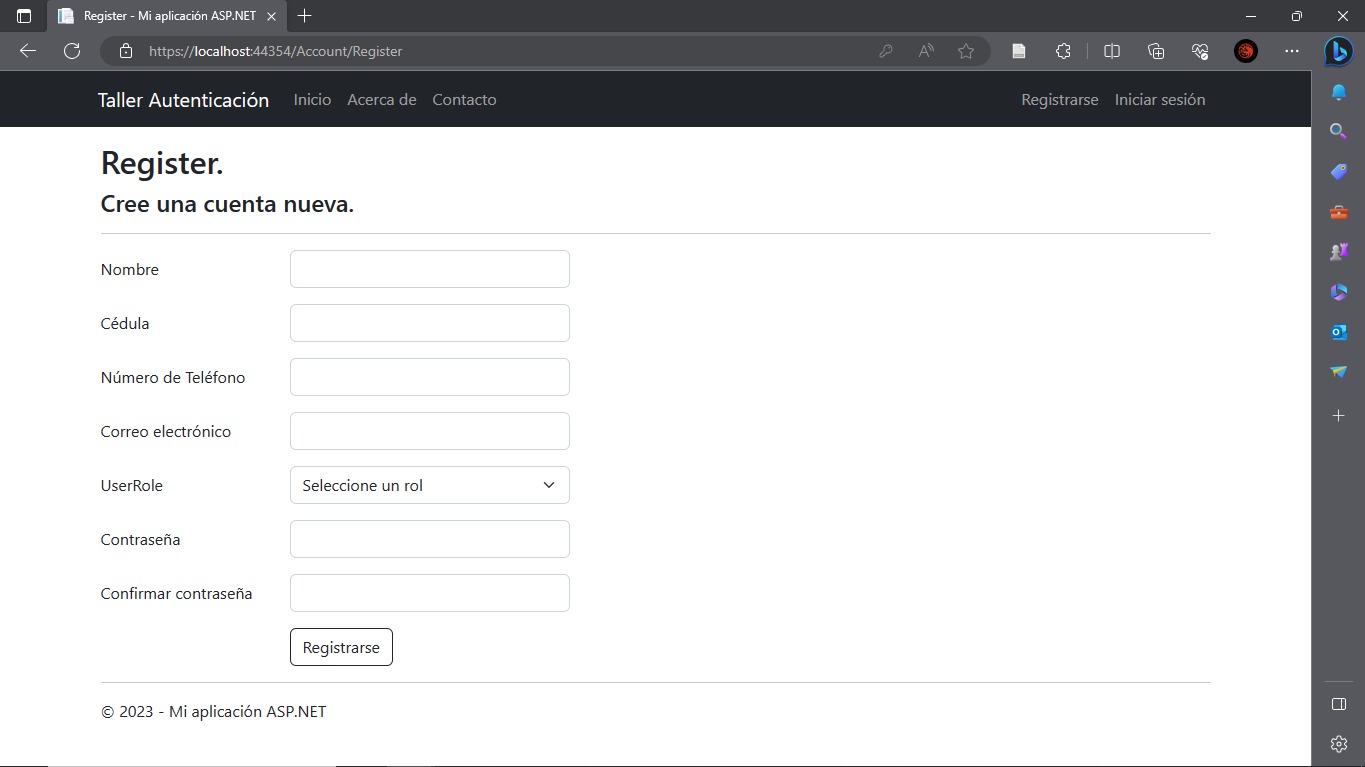 Register - Mi aplicación ASP.NET
https://localhost:44354/Account/Register
Taller Autenticación Inicio Acerca de Contacto Registrarse Iniciar sesión
Register.
Cree una cuenta nueva.
Nombre
Cédula
Número de Teléfono
Correo electrónico
UserRole Seleccione un rol
Contraseña
Confirmar contraseña
Registrarse
© 2023 - Mi aplicación ASP.NET